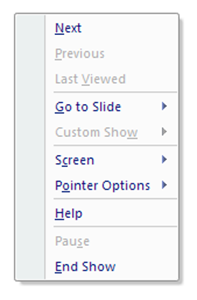 Next
Previous
Last Viewed
Go to Slide
Custom Show
Screen
Pointer Options
Help
Pause
End Show